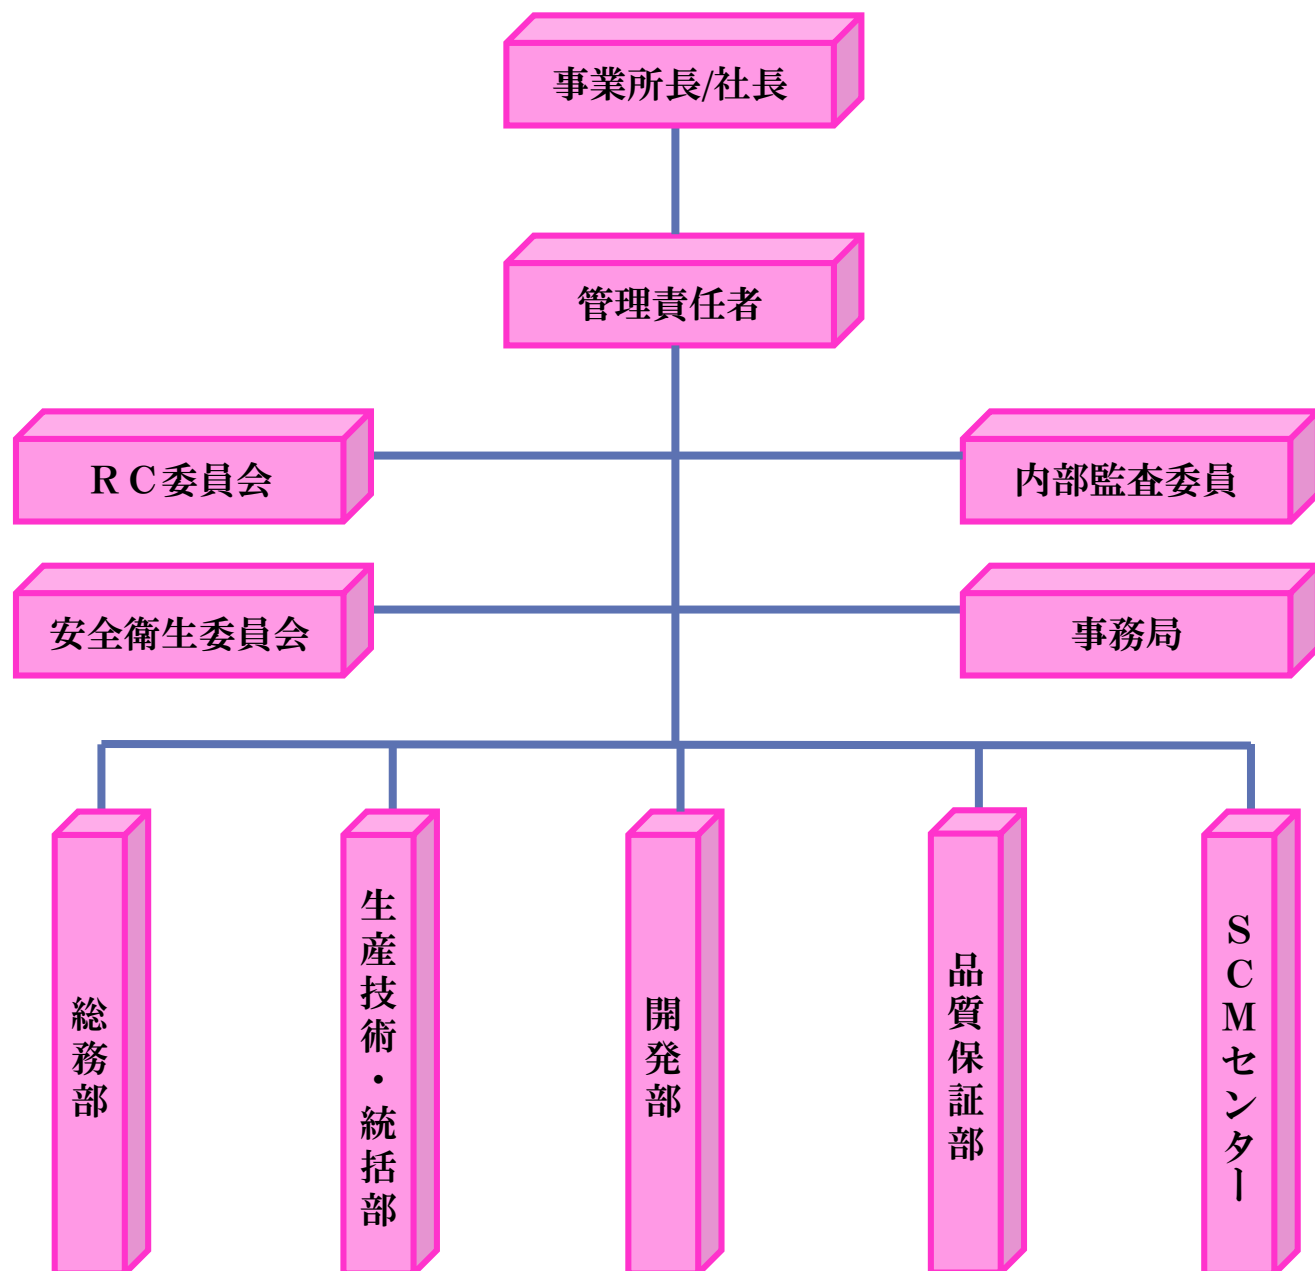 事業所長/社長
管理責任者
ＲＣ委員会
内部監査委員
安全衛生委員会
事務局
総務部
生産技術・統括部
開発部
品質保証部
ＳＣＭセンター